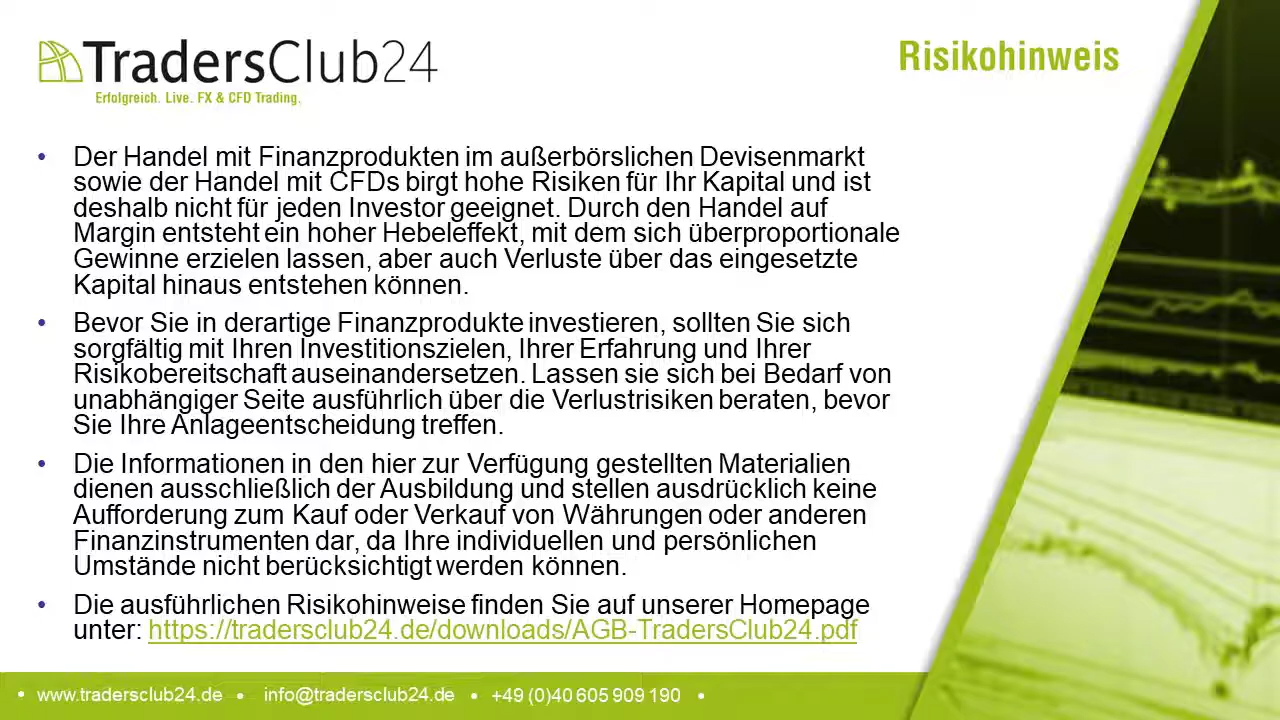 TradersClub24
Erfolgreich. Live. FX & CFD Trading.
Risikohinweis
• Der Handel mit Finanzprodukten im außerbörslichen Devisenmarkt
sowie der Handel mit CFDs birgt hohe Risiken für Ihr Kapital und ist
deshalb nicht für jeden Investor geeignet. Durch den Handel auf
Margin entsteht ein hoher Hebeleffekt, mit dem sich überproportionale
Gewinne erzielen lassen, aber auch Verluste über das eingesetzte
Kapital hinaus entstehen können.
• Bevor Sie in derartige Finanzprodukte investieren, sollten Sie sich
sorgfältig mit Ihren Investitionszielen, Ihrer Erfahrung und Ihrer
Risikobereitschaft auseinandersetzen. Lassen sie sich bei Bedarf von
unabhängiger Seite ausführlich über die Verlustrisiken beraten, bevor
Sie Ihre Anlageentscheidung treffen.
• Die Informationen in den hier zur Verfügung gestellten Materialien
dienen ausschließlich der Ausbildung und stellen ausdrücklich keine
Aufforderung zum Kauf oder Verkauf von Währungen oder anderen
Finanzinstrumenten dar, da Ihre individuellen und persönlichen
Umstände nicht berücksichtigt werden können.
• Die ausführlichen Risikohinweise finden Sie auf unserer Homepage
unter: https://tradersclub24.de/downloads/AGB-TradersClub24.pdf
• www.tradersclub24.de • info@tradersclub24.de • +49 (0)40 605 909 190 •